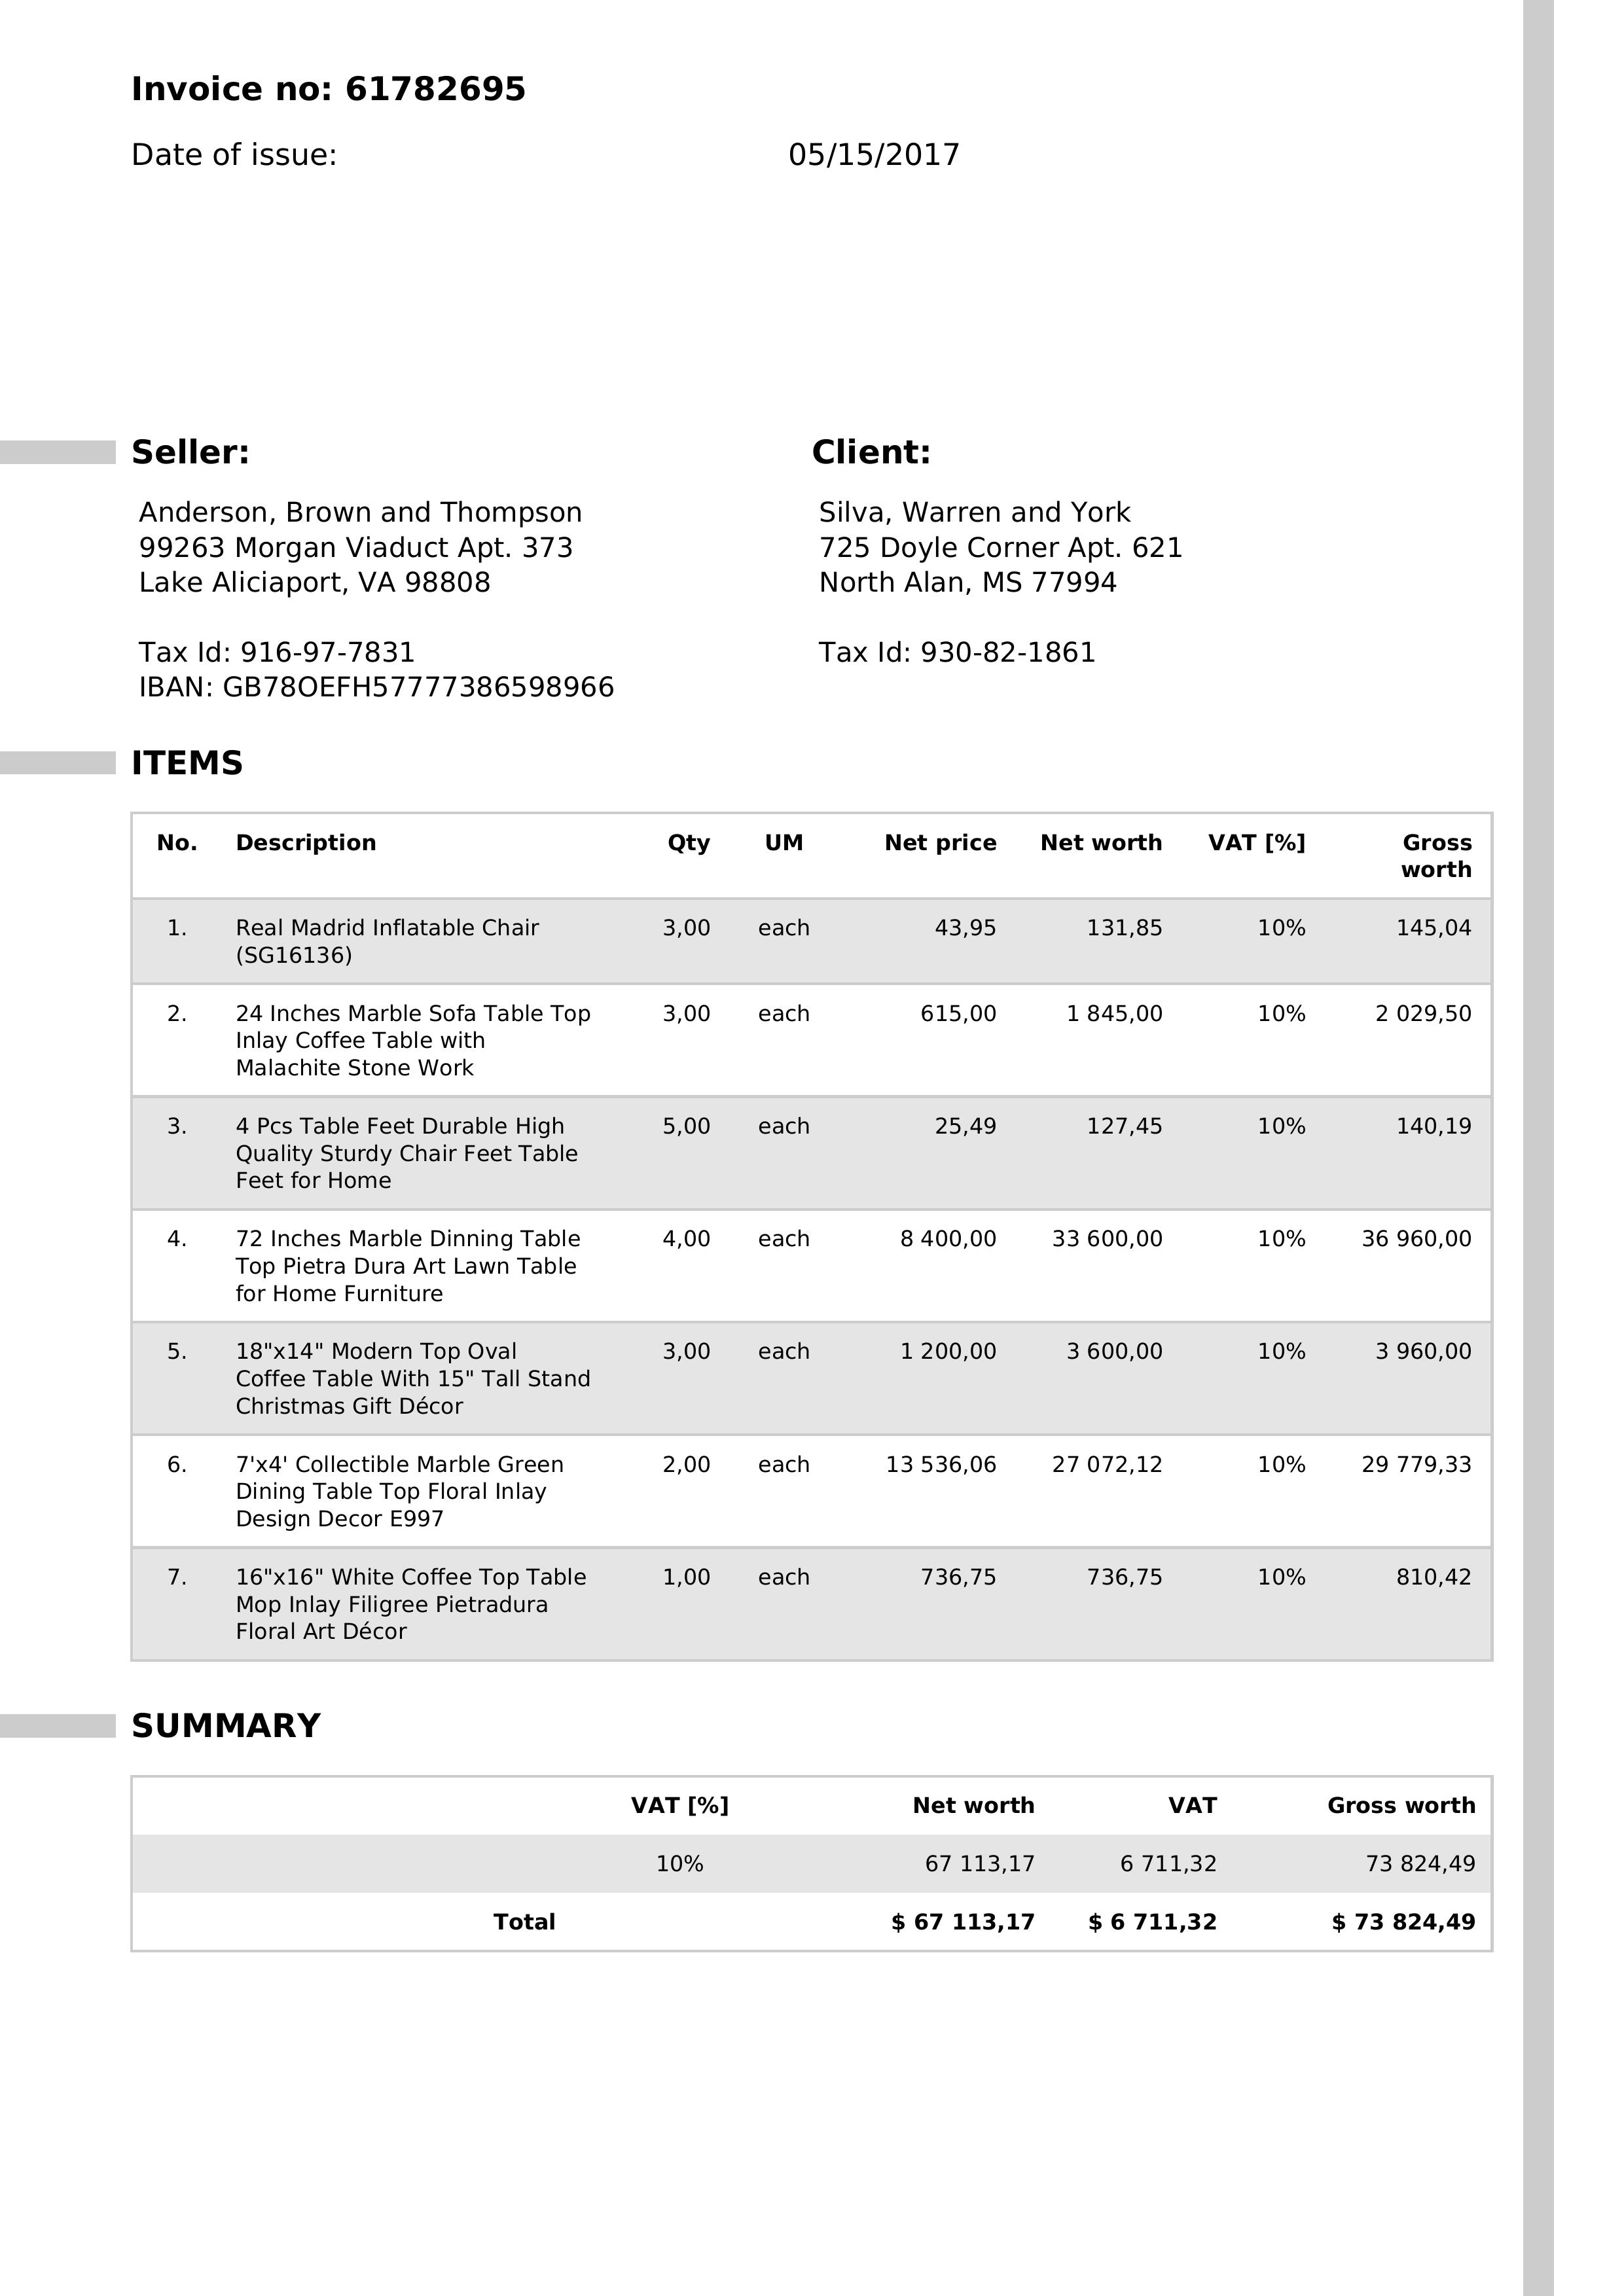 Invoice no: 61782695
Date of issue: 05/15/2017
Seller:
Anderson, Brown and Thompson
99263 Morgan Viaduct Apt. 373
Lake Aliciaport, VA 98808
Tax Id: 916-97-7831
IBAN: GB78OEFH57777386598966
Client:
Silva, Warren and York
725 Doyle Corner Apt. 621
North Alan, MS 77994
Tax Id: 930-82-1861
ITEMS
No. Description Qty UM Net price Net worth VAT [%] Gross
worth
1. Real Madrid Inflatable Chair 3,00 each 43,95 131,85 10% 145,04
(SG16136)
2. 24 Inches Marble Sofa Table Top 3,00 each 615,00 1 845,00 10% 2 029,50
Inlay Coffee Table with
Malachite Stone Work
3. 4 Pcs Table Feet Durable High 5,00 each 25,49 127,45 10% 140,19
Quality Sturdy Chair Feet Table
Feet for Home
4. 72 Inches Marble Dinning Table 4,00 each 8 400,00 33 600,00 10% 36 960,00
Top Pietra Dura Art Lawn Table
for Home Furniture
5. 18"x14" Modern Top Oval 3,00 each 1 200,00 3 600,00 10% 3 960,00
Coffee Table With 15" Tall Stand
Christmas Gift Décor
6. 7'x4' Collectible Marble Green 2,00 each 13 536,06 27 072,12 10% 29 779,33
Dining Table Top Floral Inlay
Design Decor E997
7. 16"x16" White Coffee Top Table 1,00 each 736,75 736,75 10% 810,42
Mop Inlay Filigree Pietradura
Floral Art Décor
SUMMARY
VAT [%] Net worth VAT Gross worth
10% 67 113,17 6 711,32 73 824,49
Total $ 67 113,17 $ 6 711,32 $ 73 824,49